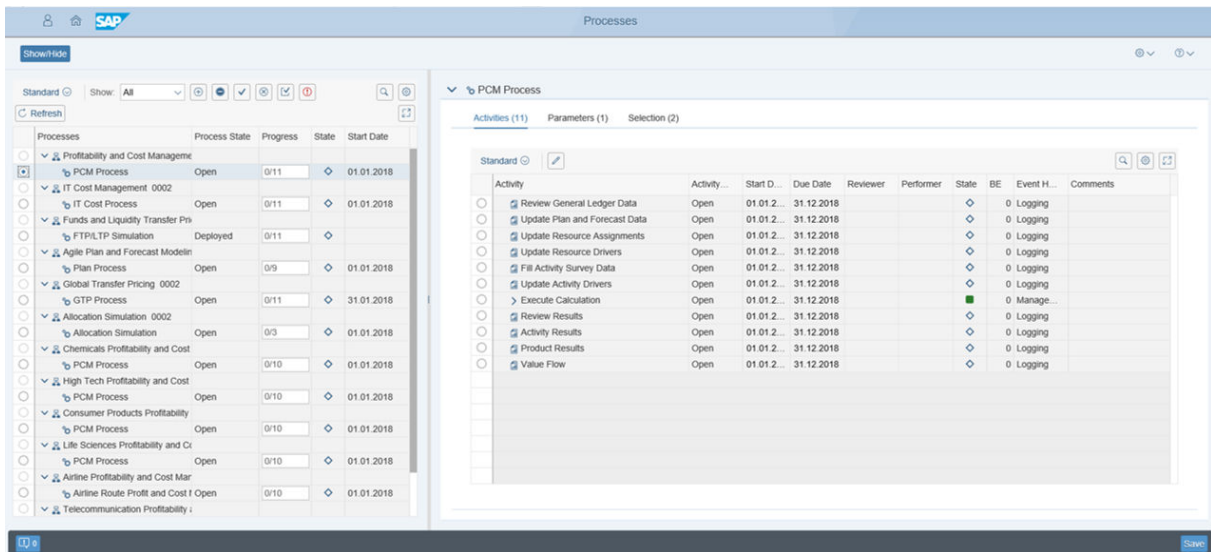 SAP Processes
Show/Hide
Standard Show: All
Refresh
Processes Process State Progress State Start Date
Profitability and Cost Manageme
PCM Process Open 0/11 01.01.2018
IT Cost Management 0002
IT Cost Process Open 0/11 01.01.2018
Funds and Liquidity Transfer Pri
FTP/LTP Simulation Deployed 0/11
Agile Plan and Forecast Modelin
Plan Process Open 0/9 01.01.2018
Global Transfer Pricing 0002
GTP Process Open 0/11 31.01.2018
Allocation Simulation 0002
Allocation Simulation Open 0/3 01.01.2018
Chemicals Profitability and Cost
PCM Process Open 0/10 01.01.2018
High Tech Profitability and Cost
PCM Process Open 0/10 01.01.2018
Consumer Products Profitability
PCM Process Open 0/10 01.01.2018
Life Sciences Profitability and Co
PCM Process Open 0/10 01.01.2018
Airline Profitability and Cost Mar
Airline Route Profit and Cost M Open 0/10 01.01.2018
Telecommunication Profitability a
PCM Process
Activities (11) Parameters (1) Selection (2)
Standard
Activity Activity... Start D... Due Date Reviewer Performer State BE Event H... Comments
Review General Ledger Data Open 01.01.2... 31.12.2018 0 Logging
Update Plan and Forecast Data Open 01.01.2... 31.12.2018 0 Logging
Update Resource Assignments Open 01.01.2... 31.12.2018 0 Logging
Update Resource Drivers Open 01.01.2... 31.12.2018 0 Logging
Fill Activity Survey Data Open 01.01.2... 31.12.2018 0 Logging
Update Activity Drivers Open 01.01.2... 31.12.2018 0 Logging
Execute Calculation Open 01.01.2... 31.12.2018 0 Manage...
Review Results Open 01.01.2... 31.12.2018 0 Logging
Activity Results Open 01.01.2... 31.12.2018 0 Logging
Product Results Open 01.01.2... 31.12.2018 0 Logging
Value Flow Open 01.01.2... 31.12.2018 0 Logging
0 Save